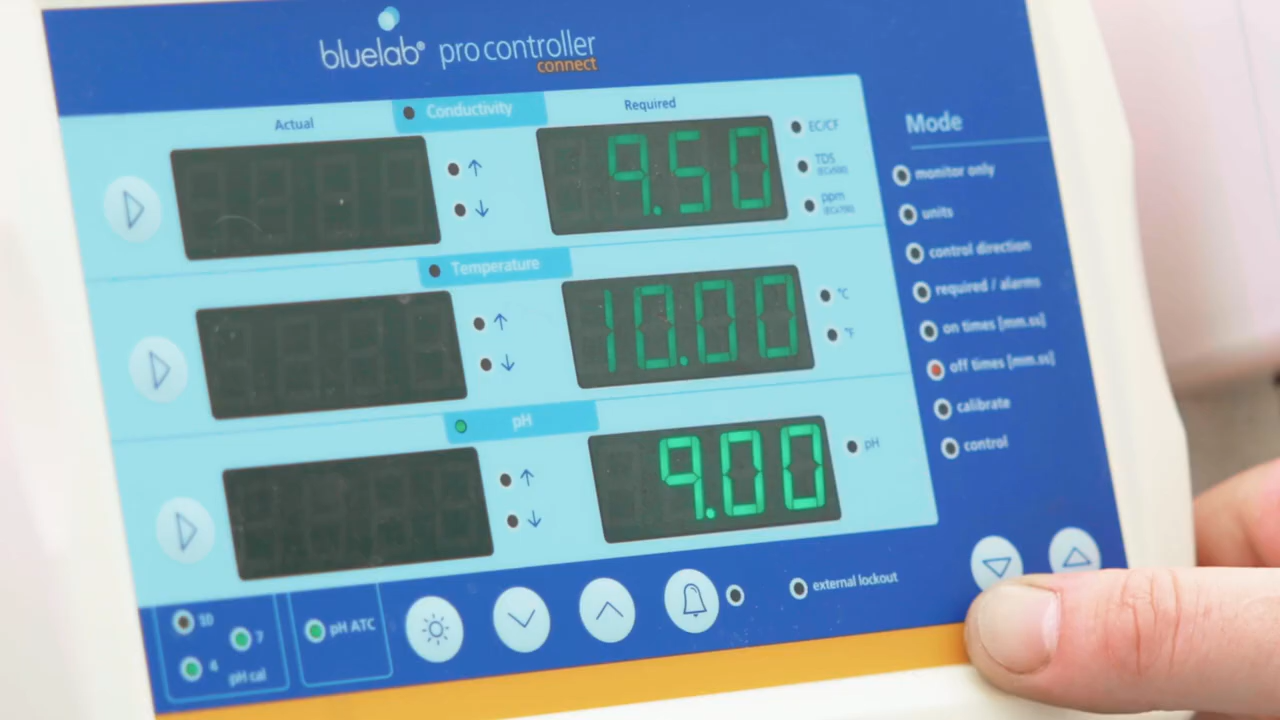 bluelab® pro controller
connect
Actual
Conductivity
Required
9.50
EC/CF
TDS
ppm
Temperature
10.00
°C
°F
pH
9.00
pH
Mode
monitor only
units
control direction
required / alarms
on times [mm.ss]
off times [mm.ss]
calibrate
control
10
7
4
pH cal
pH ATC
external lockout